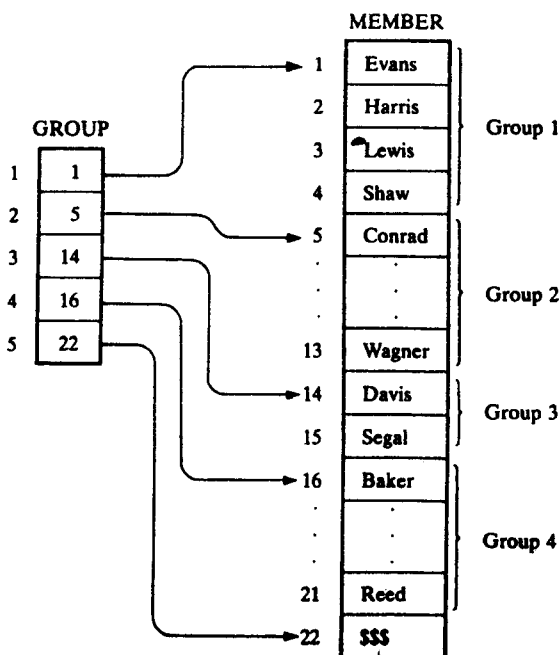 MEMBER
1 Evans
2 Harris
Group 1
GROUP
3 Lewis
1 1
4 Shaw
2 5
5 Conrad
3 14
. .
4 16
. .
Group 2
. .
5 22
13 Wagner
14 Davis
Group 3
15 Segal
16 Baker
. .
. .
Group 4
. .
21 Reed
22 $$$